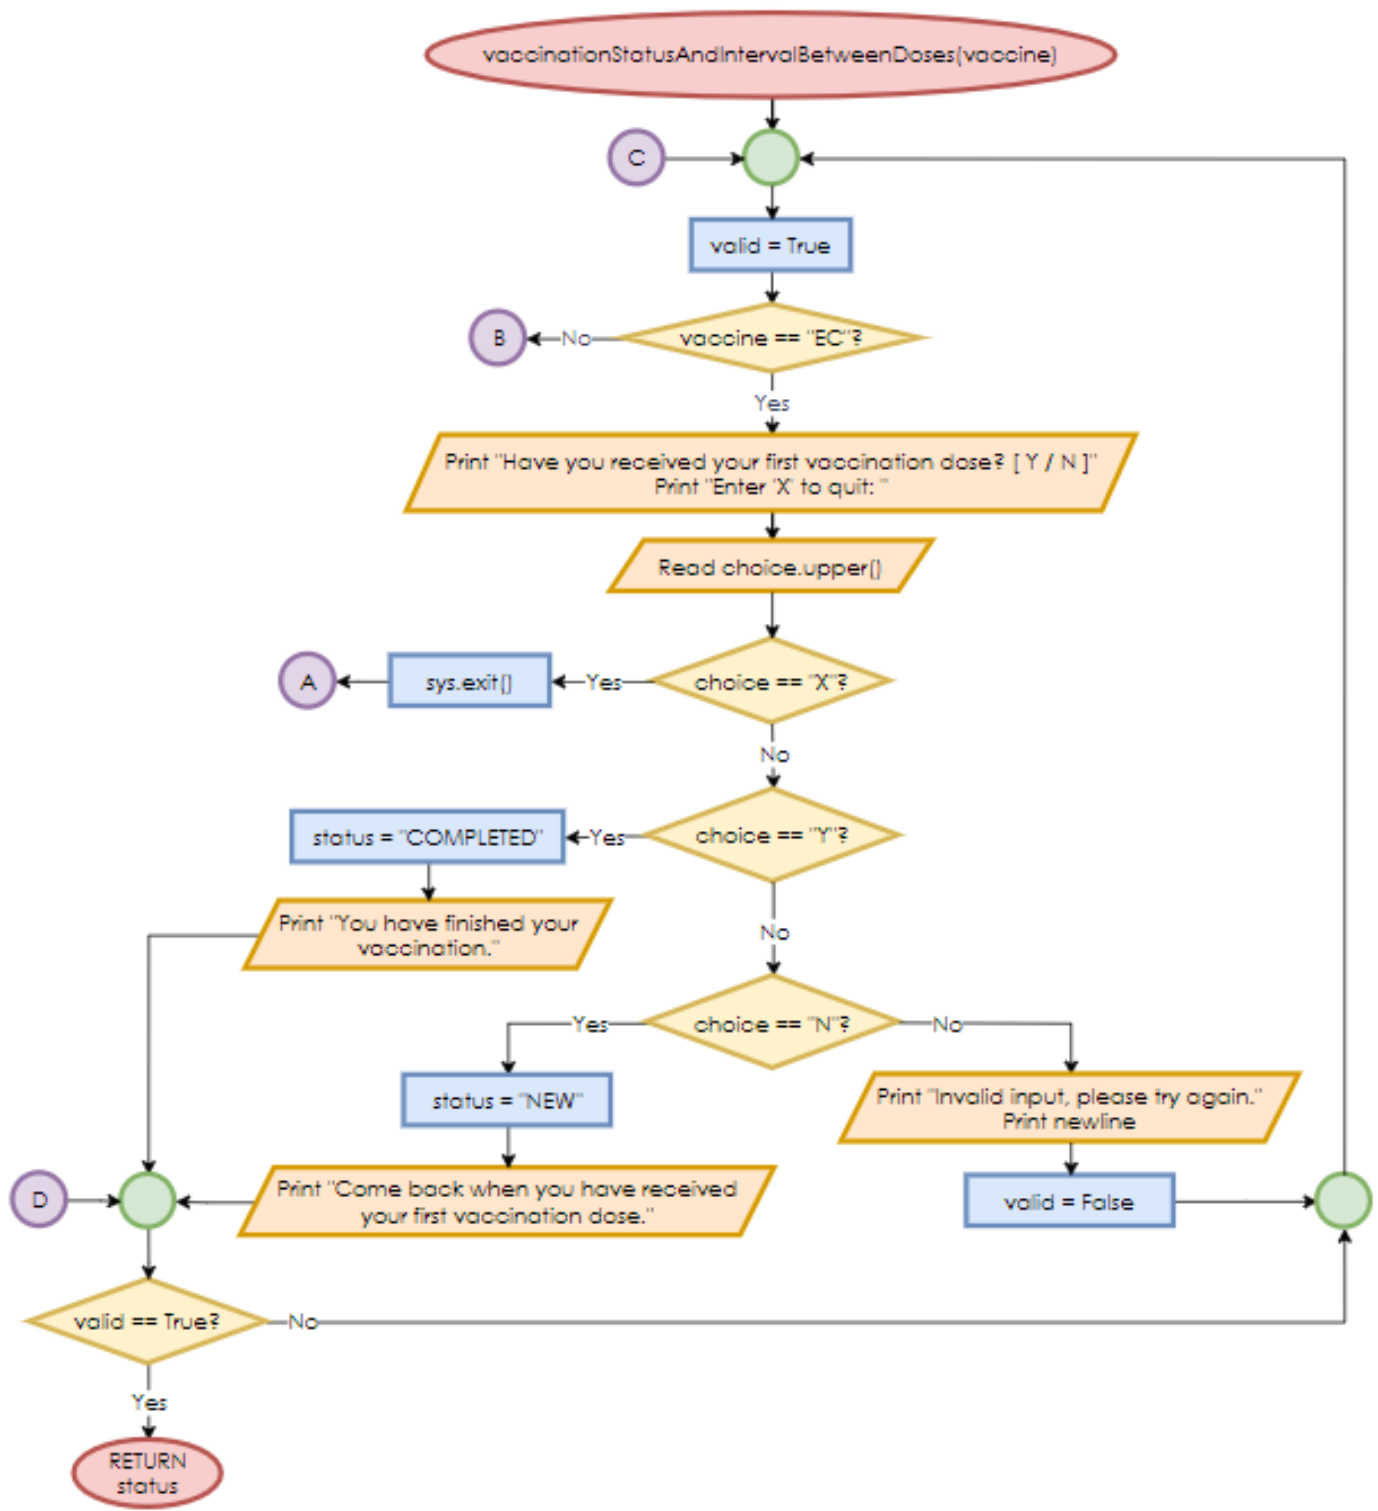 vaccinationStatusAndIntervalBetweenDoses(vaccine)
C
valid = True
B
No
vaccine == "EC"?
Yes
Print "Have you received your first vaccination dose? [ Y / N ]"
Print "Enter 'X' to quit: "
Read choice.upper()
A
sys.exit()
Yes
choice == "X"?
No
status = "COMPLETED"
Yes
choice == "Y"?
Print "You have finished your
vaccination."
No
Yes
choice == "N"?
No
status = "NEW"
Print "Invalid input, please try again."
Print newline
D
Print "Come back when you have received
your first vaccination dose."
valid = False
valid == True?
No
Yes
RETURN
status